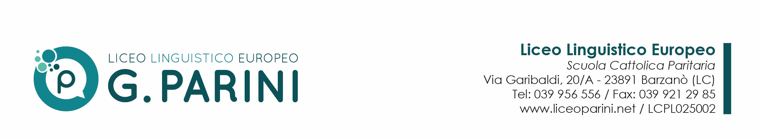 LICEO LINGUISTICO EUROPEO
G. PARINI
Liceo Linguistico Europeo
Scuola Cattolica Paritaria
Via Garibaldi, 20/A - 23891 Barzanò (LC)
Tel: 039 956 556 / Fax: 039 921 29 85
www.liceoparini.net / LCPL025002